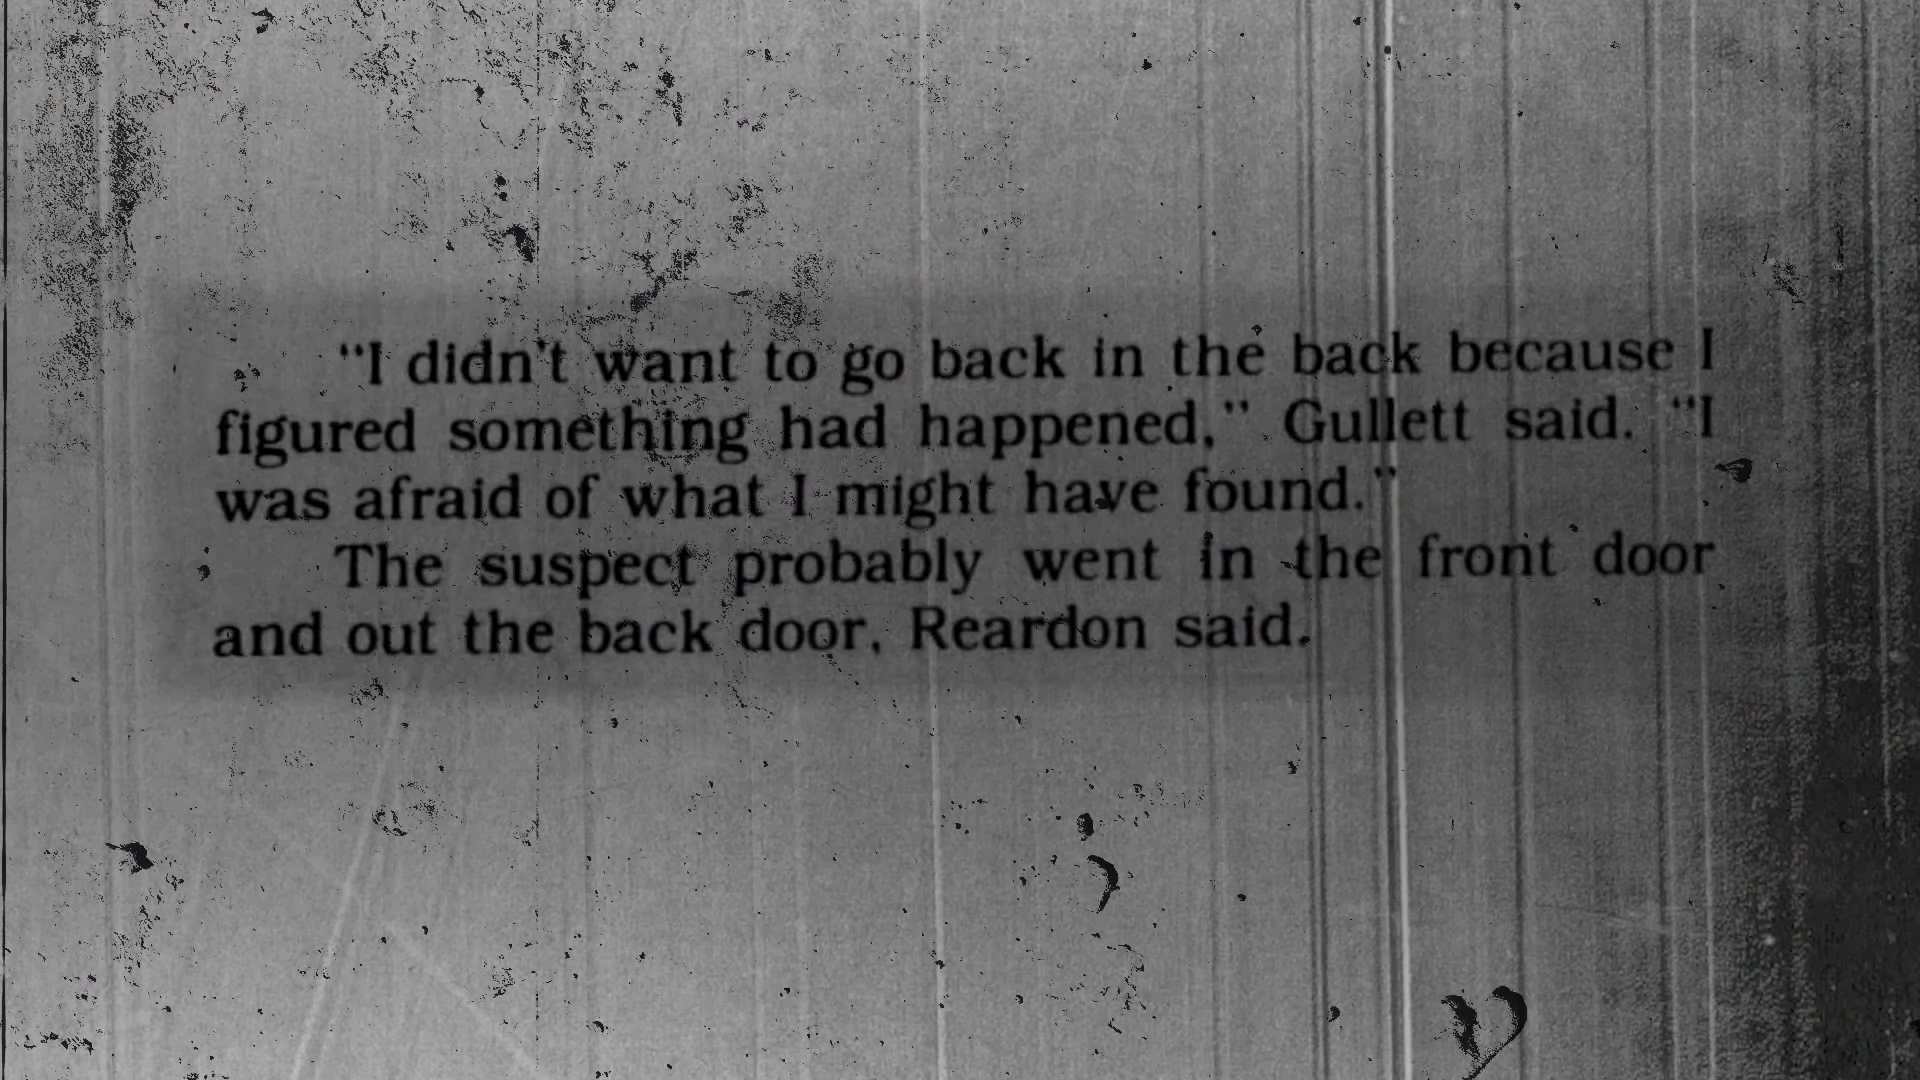 "I didn't want to go back in the back because I
figured something had happened," Gullett said. "I
was afraid of what I might have found."
The suspect probably went in the front door
and out the back door, Reardon said.